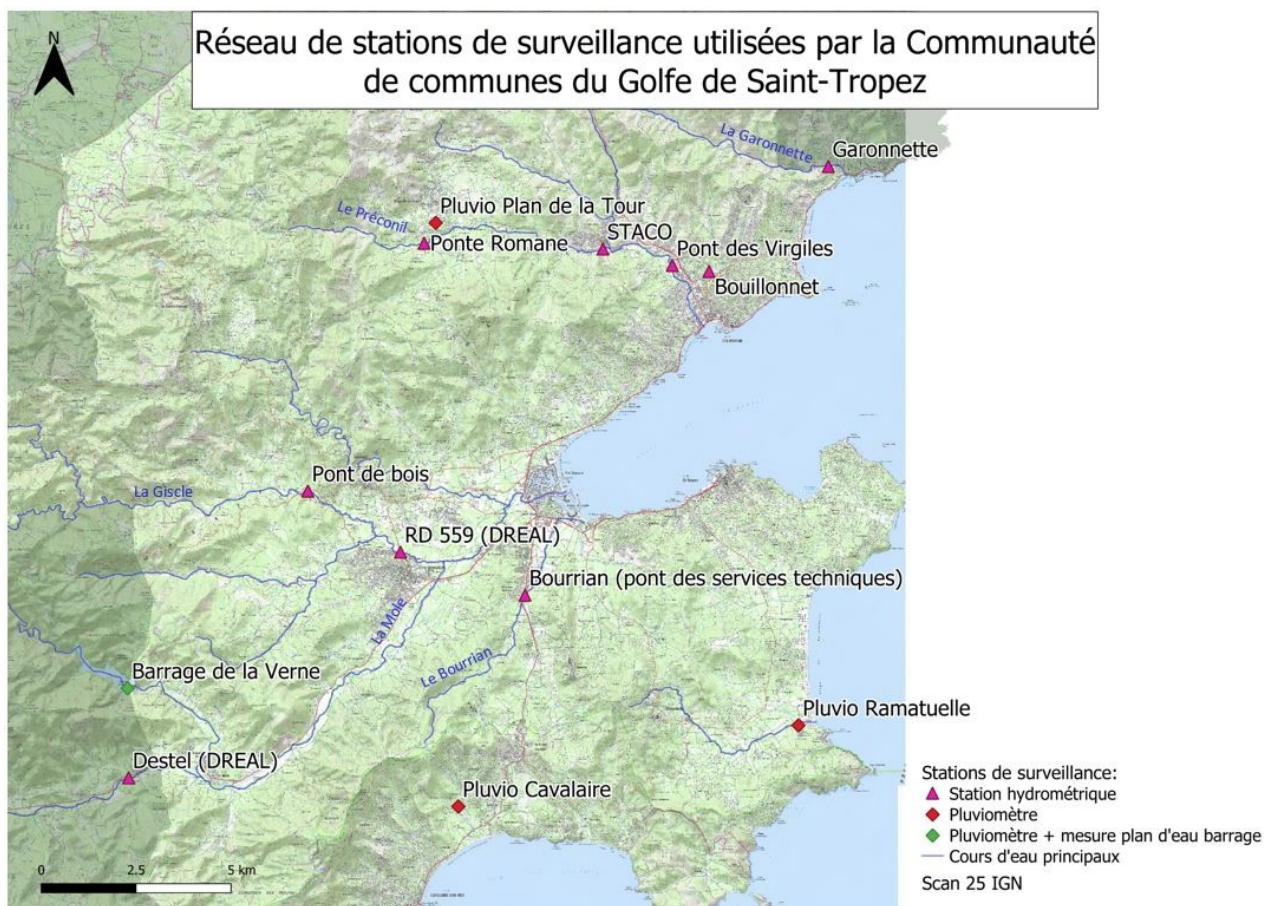 Réseau de stations de surveillance utilisées par la Communauté
de communes du Golfe de Saint-Tropez
N
La Garonnette
Garonnette
Pluvio Plan de la Tour
Le Préconil
Ponte Romane
STACO
Pont des Virgiles
Bouillonnet
Pont de bois
La Giscle
RD 559 (DREAL)
Bourrian (pont des services techniques)
La Mole
Le Bourrian
Barrage de la Verne
Pluvio Ramatuelle
Destel (DREAL)
Pluvio Cavalaire
Stations de surveillance:
Station hydrométrique
Pluviomètre
Pluviomètre + mesure plan d'eau barrage
Cours d'eau principaux
Scan 25 IGN
0 2.5 5 km